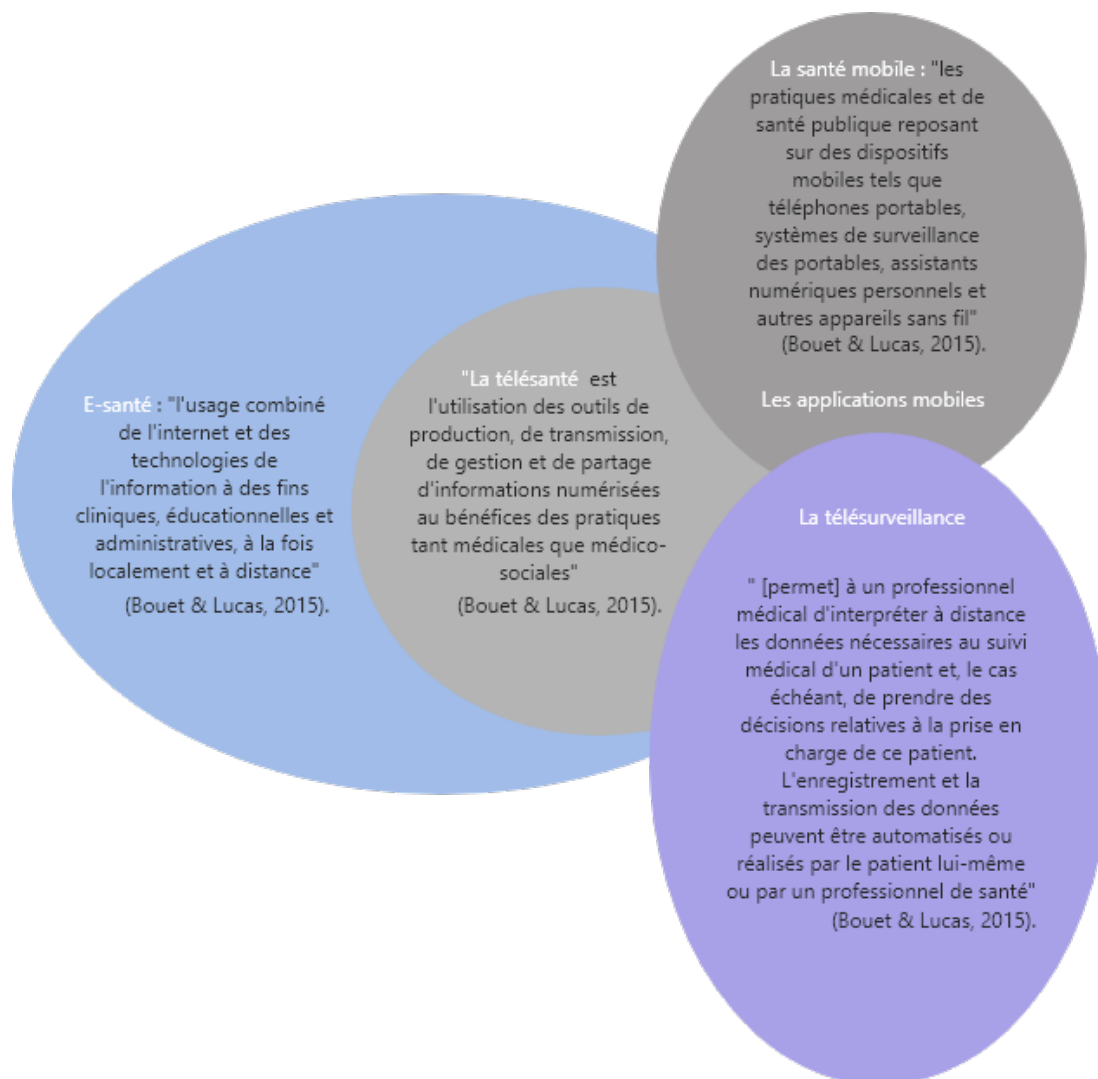 La santé mobile : "les
pratiques médicales et de
santé publique reposant
sur des dispositifs
mobiles tels que
téléphones portables,
systèmes de surveillance
des portables, assistants
numériques personnels et
autres appareils sans fil"
(Bouet & Lucas, 2015).
Les applications mobiles
E-santé : "l'usage combiné
de l'internet et des
technologies de
l'information à des fins
cliniques, éducationnelles et
administratives, à la fois
localement et à distance"
(Bouet & Lucas, 2015).
"La télésanté est
l'utilisation des outils de
production, de transmission,
de gestion et de partage
d'informations numérisées
au bénéfices des pratiques
tant médicales que médico-
sociales"
(Bouet & Lucas, 2015).
La télésurveillance
" [permet] à un professionnel
médical d'interpréter à distance
les données nécessaires au suivi
médical d'un patient et, le cas
échéant, de prendre des
décisions relatives à la prise en
charge de ce patient.
L'enregistrement et la
transmission des données
peuvent être automatisés ou
réalisés par le patient lui-même
ou par un professionnel de santé"
(Bouet & Lucas, 2015).